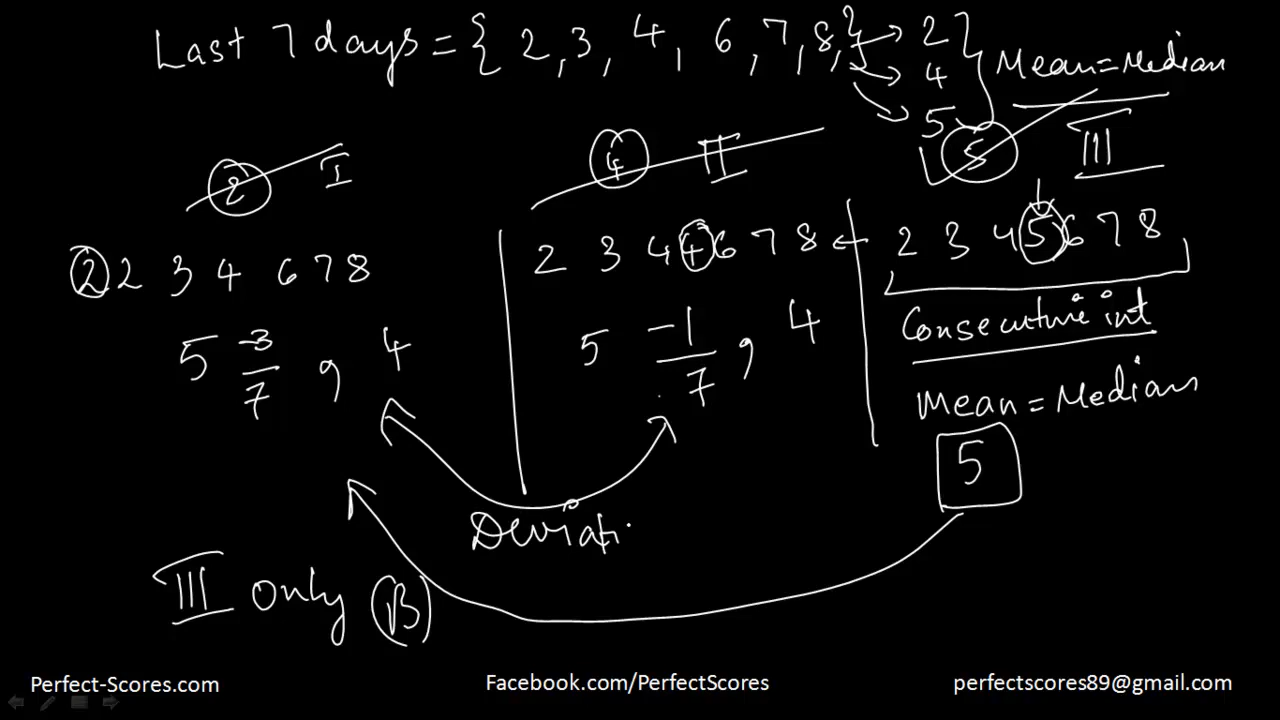 Last 7 days = { 2, 3, 4, 6, 7, 8, } → 2
→ 4
→ 5
Mean = Median
2 I
4 II
5 III
2 2 3 4 6 7 8
2 3 4 4 6 7 8 ← 2 3 4 5 6 7 8
Consecutive int
5 -3/7, 4
5 -1/7, 4
Mean = Median
5
Deviati
III only B
Perfect-Scores.com
Facebook.com/PerfectScores
perfectscores89@gmail.com